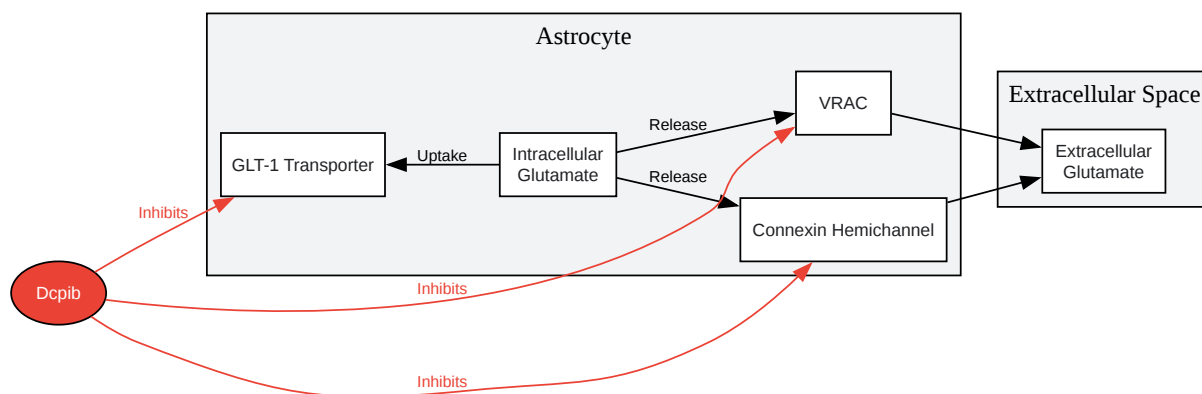 Astrocyte
Extracellular Space
VRAC
Release
Extracellular
Glutamate
GLT-1 Transporter
Uptake
Intracellular
Glutamate
Release
Inhibits
Connexin Hemichannel
Dcpib
Inhibits
Inhibits